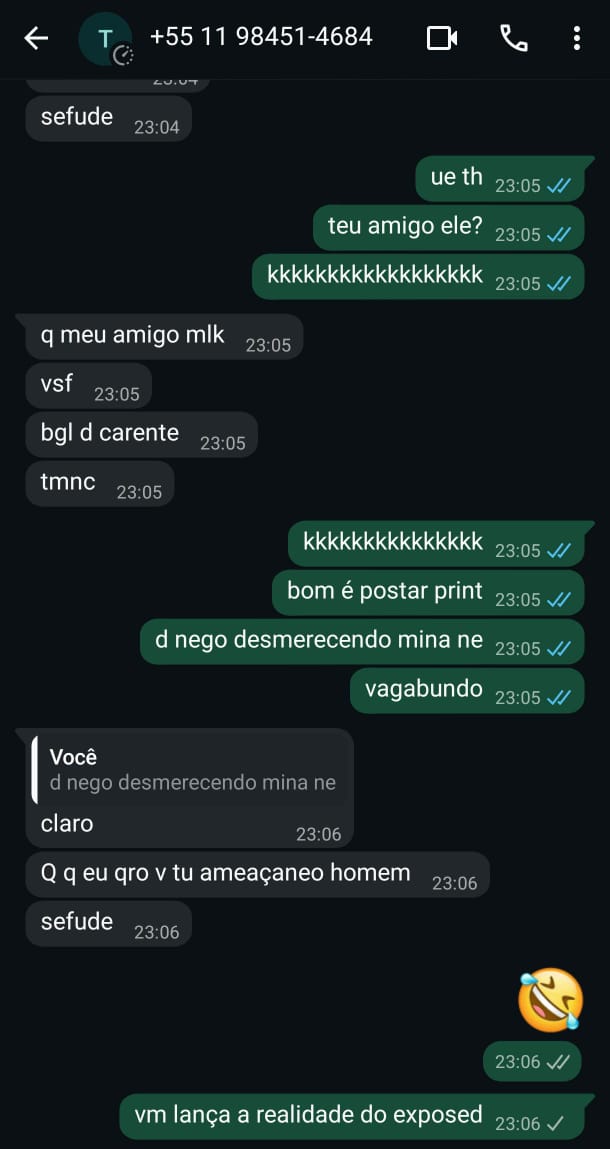 T
+55 11 98451-4684
23:04
sefude 23:04
ue th 23:05
teu amigo ele? 23:05
kkkkkkkkkkkkkkkkkk 23:05
q meu amigo mlk 23:05
vsf 23:05
bgl d carente 23:05
tmnc 23:05
kkkkkkkkkkkkkkk 23:05
bom é postar print 23:05
d nego desmerecendo mina ne 23:05
vagabundo 23:05
Você
d nego desmerecendo mina ne
claro 23:06
Q q eu qro v tu ameaçaneo homem 23:06
sefude 23:06
🤣
23:06
vm lança a realidade do exposed 23:06